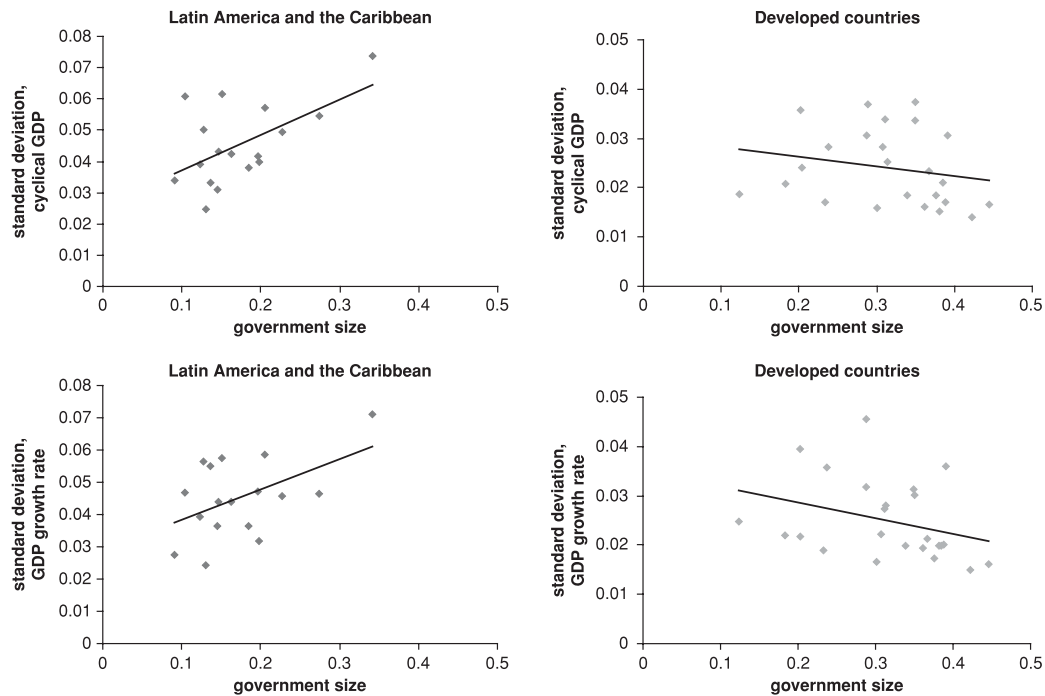 Latin America and the Caribbean
0.08
0.07
0.06
0.05
0.04
0.03
0.02
0.01
0
standard deviation,
cyclical GDP
0 0.1 0.2 0.3 0.4 0.5
government size
Developed countries
0.05
0.04
0.03
0.02
0.01
0
standard deviation,
cyclical GDP
0 0.1 0.2 0.3 0.4 0.5
government size
Latin America and the Caribbean
0.08
0.07
0.06
0.05
0.04
0.03
0.02
0.01
0
standard deviation,
GDP growth rate
0 0.1 0.2 0.3 0.4 0.5
government size
Developed countries
0.05
0.04
0.03
0.02
0.01
0
standard deviation,
GDP growth rate
0 0.1 0.2 0.3 0.4 0.5
government size